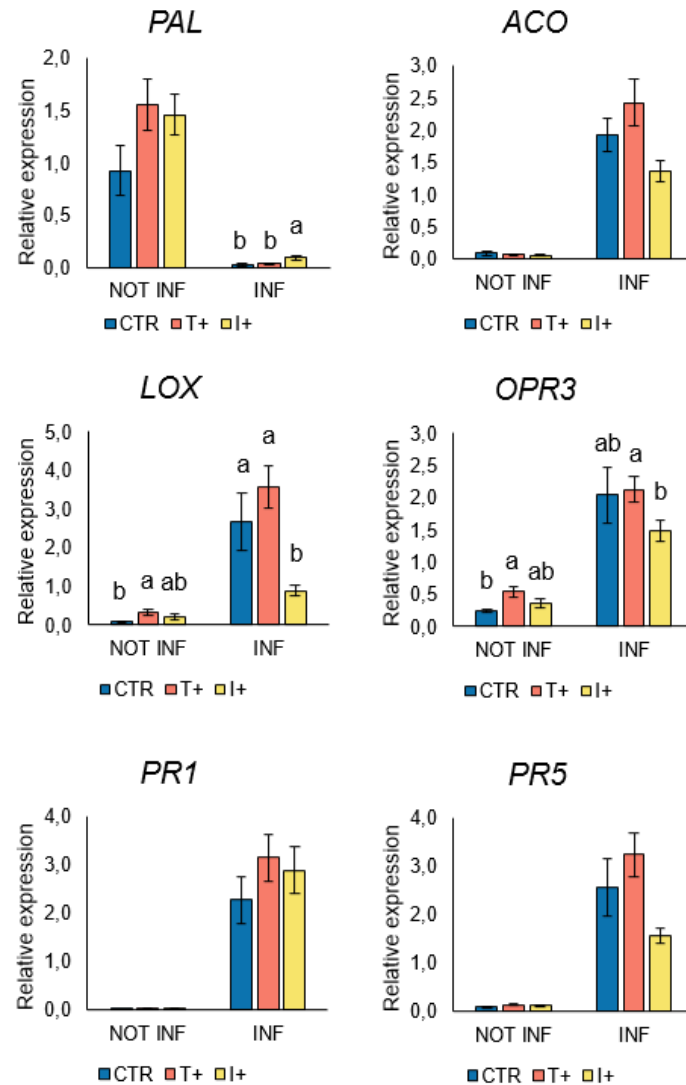 PAL
Relative expression
2,0
1,5
1,0
0,5
0,0
b b a
NOT INF INF
CTR T+ I+
ACO
Relative expression
3,0
2,5
2,0
1,5
1,0
0,5
0,0
NOT INF INF
CTR T+ I+
LOX
Relative expression
5,0
4,0
3,0
2,0
1,0
0,0
b a ab a a b
NOT INF INF
CTR T+ I+
OPR3
Relative expression
3,0
2,5
2,0
1,5
1,0
0,5
0,0
b a ab ab a b
NOT INF INF
CTR T+ I+
PR1
Relative expression
4,0
3,0
2,0
1,0
0,0
NOT INF INF
CTR T+ I+
PR5
Relative expression
4,0
3,0
2,0
1,0
0,0
NOT INF INF
CTR T+ I+